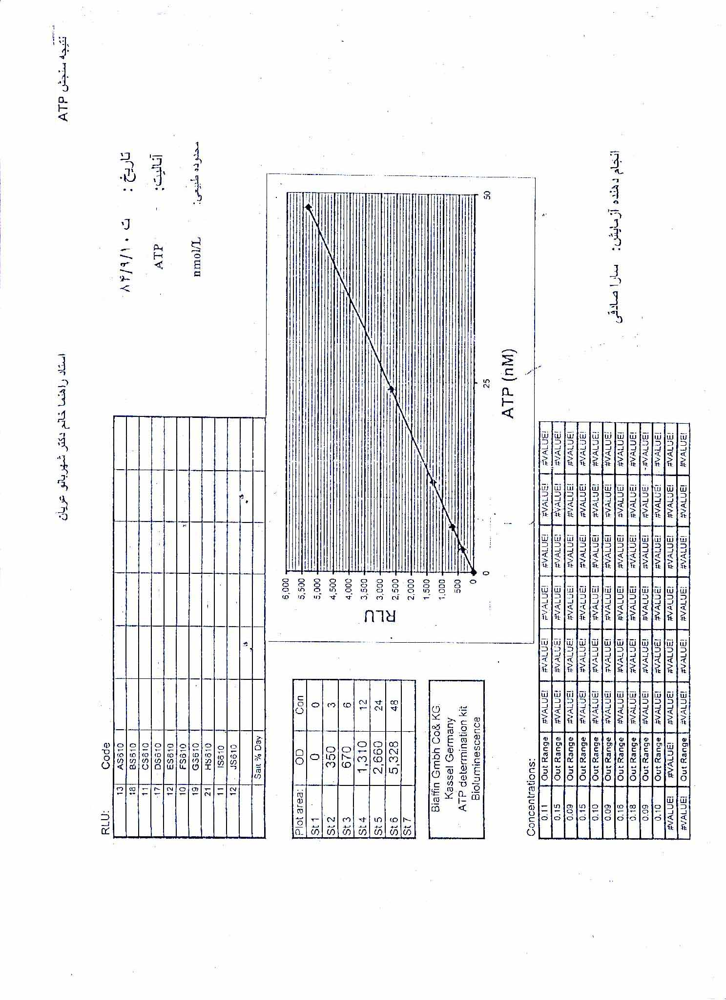 نتیجه سنجش ATP
استاد راهنما خانم دکتر شهربانو عریان
RLU: Code
13 AS610
18 BS610
11 CS610
17 DS610
12 ES610
10 FS610
19 GS610
21 HS610
11 IS610
12 JS610
Salt % Day
تاریخ : ت ۸۴/۹/۱۰
آنالیت: ATP
محدوده طبیعی: nmol/L
Plot area: OD Con
St 1 0 0
St 2 350 3
St 3 670 6
St 4 1,310 12
St 5 2,660 24
St 6 5,328 48
St 7
Biaffin Gmbh Co& KG
Kassel Germany
ATP determination kit
Bioluminescence
RLU
6,000
5,500
5,000
4,500
4,000
3,500
3,000
2,500
2,000
1,500
1,000
500
0
0 25 50
ATP (nM)
Concentrations:
0.11 Out Range #VALUE! #VALUE! #VALUE! #VALUE! #VALUE! #VALUE!
0.15 Out Range #VALUE! #VALUE! #VALUE! #VALUE! #VALUE! #VALUE!
0.09 Out Range #VALUE! #VALUE! #VALUE! #VALUE! #VALUE! #VALUE!
0.15 Out Range #VALUE! #VALUE! #VALUE! #VALUE! #VALUE! #VALUE!
0.10 Out Range #VALUE! #VALUE! #VALUE! #VALUE! #VALUE! #VALUE!
0.09 Out Range #VALUE! #VALUE! #VALUE! #VALUE! #VALUE! #VALUE!
0.16 Out Range #VALUE! #VALUE! #VALUE! #VALUE! #VALUE! #VALUE!
0.18 Out Range #VALUE! #VALUE! #VALUE! #VALUE! #VALUE! #VALUE!
0.09 Out Range #VALUE! #VALUE! #VALUE! #VALUE! #VALUE! #VALUE!
0.10 Out Range #VALUE! #VALUE! #VALUE! #VALUE! #VALUE! #VALUE!
#VALUE! #VALUE! #VALUE! #VALUE! #VALUE! #VALUE! #VALUE! #VALUE!
#VALUE! Out Range #VALUE! #VALUE! #VALUE! #VALUE! #VALUE! #VALUE!
انجام دهنده آزمایش: سارا صادقی